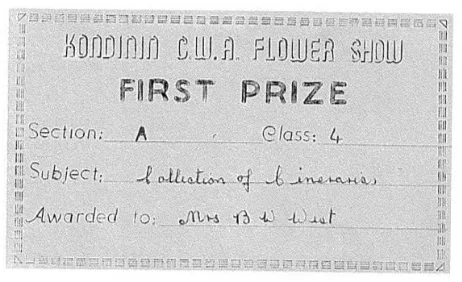 KONDININ C.W.A. FLOWER SHOW
FIRST PRIZE
Section: A Class: 4
Subject: Collection of Cinerarias
Awarded to: Mrs B W West